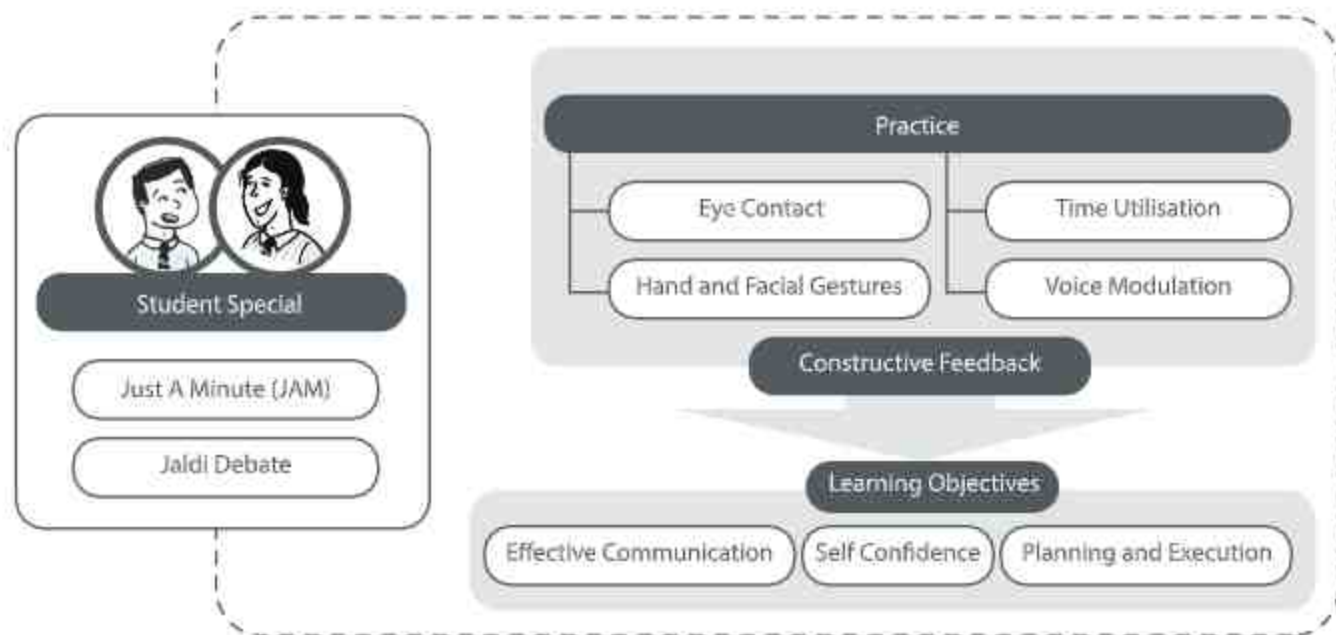 Student Special
Just A Minute (JAM)
Jaldi Debate
Practice
Eye Contact
Time Utilisation
Hand and Facial Gestures
Voice Modulation
Constructive Feedback
Learning Objectives
Effective Communication
Self Confidence
Planning and Execution